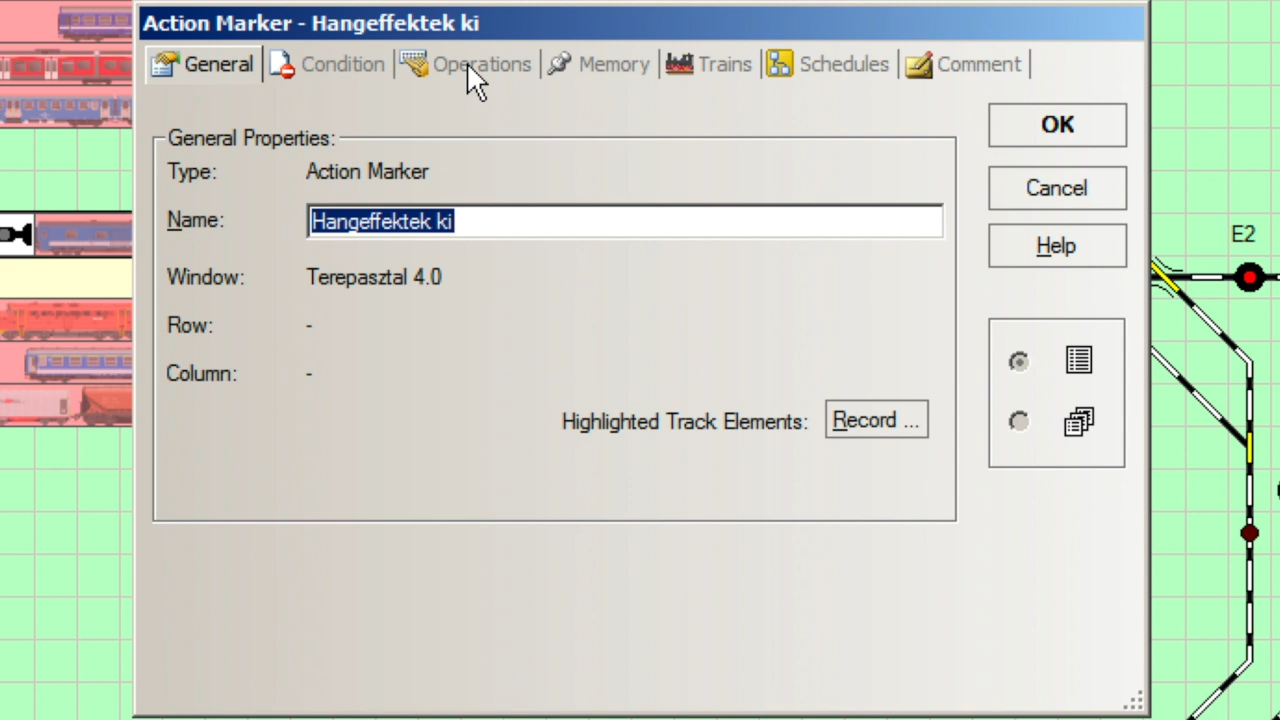 Action Marker - Hangeffektek ki
General Condition Operations Memory Trains Schedules Comment
OK
General Properties:
Type: Action Marker
Cancel
Name: Hangeffektek ki
E2
Help
Window: Terepasztal 4.0
Row: -
Column: -
Highlighted Track Elements: Record ...